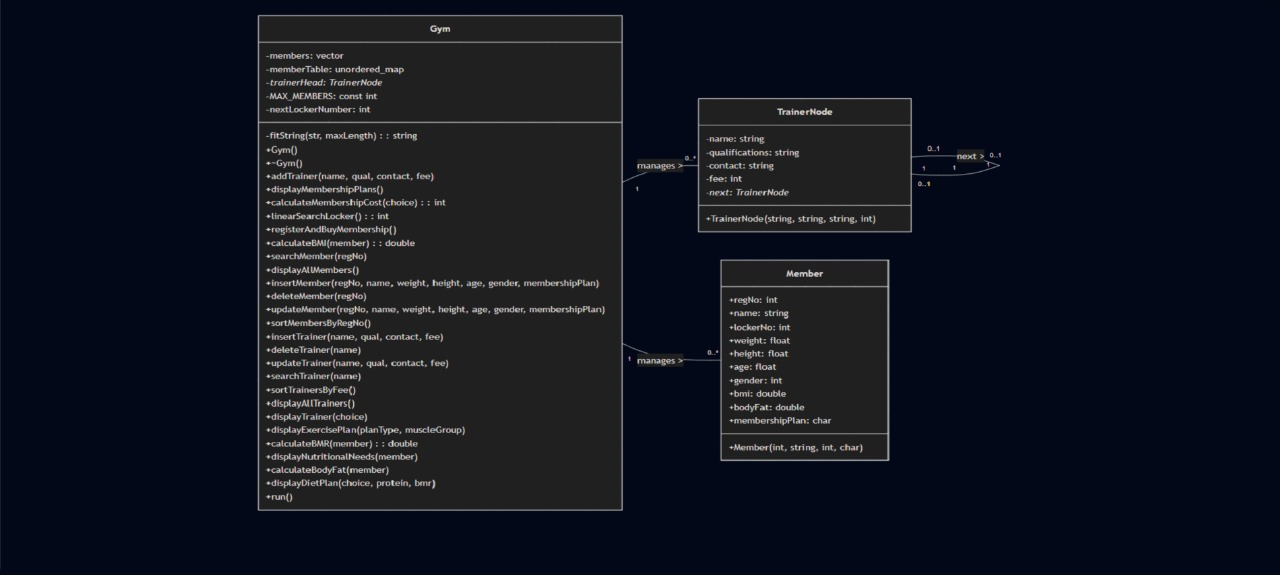 Gym
-members: vector
-memberTable: unordered_map
-trainerHead: TrainerNode
-MAX_MEMBERS: const int
-nextLockerNumber: int
-fitString(str, maxLength) : : string
+Gym()
+~Gym()
+addTrainer(name, qual, contact, fee)
+displayMembershipPlans()
+calculateMembershipCost(choice) : : int
+linearSearchLocker() : : int
+registerAndBuyMembership()
+calculateBMI(member) : : double
+searchMember(regNo)
+displayAllMembers()
+insertMember(regNo, name, weight, height, age, gender, membershipPlan)
+deleteMember(regNo)
+updateMember(regNo, name, weight, height, age, gender, membershipPlan)
+sortMembersByRegNo()
+insertTrainer(name, qual, contact, fee)
+deleteTrainer(name)
+updateTrainer(name, qual, contact, fee)
+searchTrainer(name)
+sortTrainersByFee()
+displayAllTrainers()
+displayTrainer(choice)
+displayExercisePlan(planType, muscleGroup)
+calculateBMR(member) : : double
+displayNutritionalNeeds(member)
+calculateBodyFat(member)
+displayDietPlan(choice, protein, bmr)
+run()
manages >
0..*
1
TrainerNode
-name: string
-qualifications: string
-contact: string
-fee: int
-next: TrainerNode
+TrainerNode(string, string, string, int)
0..1
next >
0..1
1
1
1
0..1
1
manages >
0..*
Member
+regNo: int
+name: string
+lockerNo: int
+weight: float
+height: float
+age: float
+gender: int
+bmi: double
+bodyFat: double
+membershipPlan: char
+Member(int, string, int, char)